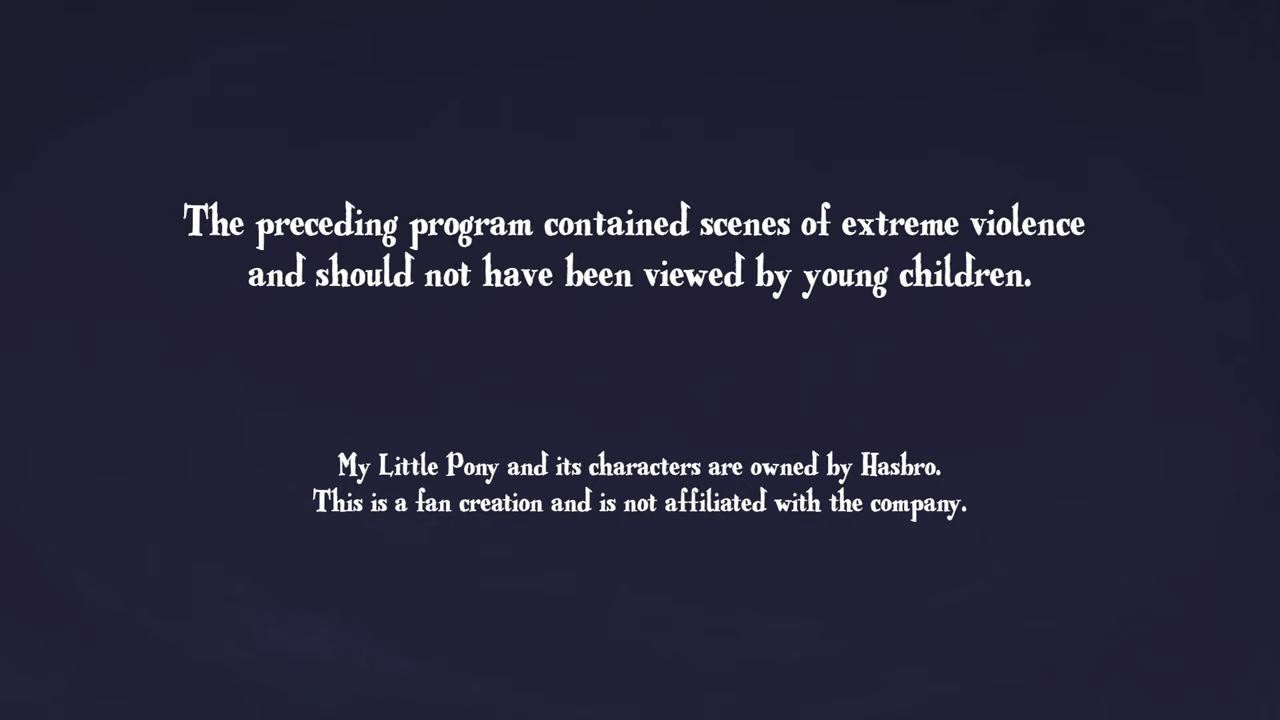 The preceding program contained scenes of extreme violence
and should not have been viewed by young children.
My Little Pony and its characters are owned by Hasbro.
This is a fan creation and is not affiliated with the company.